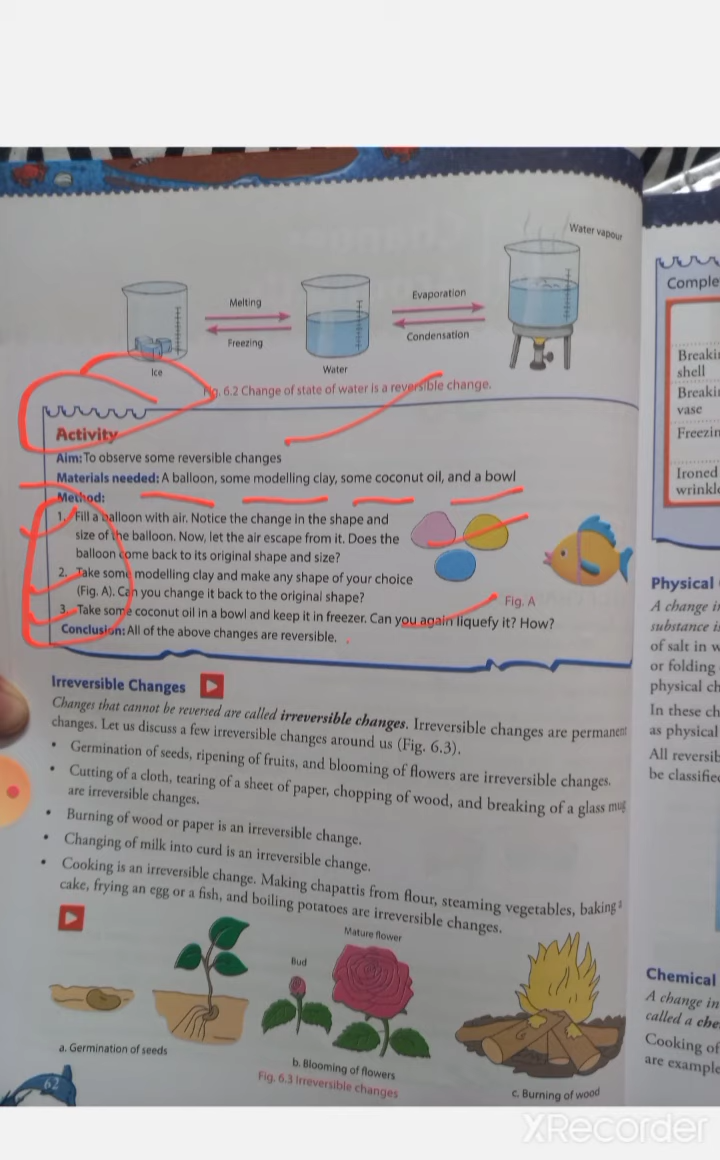 Water vapour
Melting
Evaporation
Freezing
Condensation
Ice
Water
Fig. 6.2 Change of state of water is a reversible change.
Activity
Aim: To observe some reversible changes
Materials needed: A balloon, some modelling clay, some coconut oil, and a bowl
Method:
1. Fill a balloon with air. Notice the change in the shape and
size of the balloon. Now, let the air escape from it. Does the
balloon come back to its original shape and size?
2. Take some modelling clay and make any shape of your choice
(Fig. A). Can you change it back to the original shape?
Fig. A
3. Take some coconut oil in a bowl and keep it in freezer. Can you again liquefy it? How?
Conclusion: All of the above changes are reversible.
Irreversible Changes
Changes that cannot be reversed are called irreversible changes. Irreversible changes are permanent
changes. Let us discuss a few irreversible changes around us (Fig. 6.3).
• Germination of seeds, ripening of fruits, and blooming of flowers are irreversible changes.
• Cutting of a cloth, tearing of a sheet of paper, chopping of wood, and breaking of a glass mug
are irreversible changes.
• Burning of wood or paper is an irreversible change.
• Changing of milk into curd is an irreversible change.
• Cooking is an irreversible change. Making chapattis from flour, steaming vegetables, baking a
cake, frying an egg or a fish, and boiling potatoes are irreversible changes.
Mature flower
Bud
a. Germination of seeds
b. Blooming of flowers
c. Burning of wood
Fig. 6.3 Irreversible changes
62
Comple
Breaki
shell
Breaki
vase
Freezin
Ironed
wrinkl
Physical
A change i
substance i
of salt in w
or folding
physical ch
In these ch
as physical
All reversib
be classifie
Chemical
A change in
called a che
Cooking of
are example
XRecorder